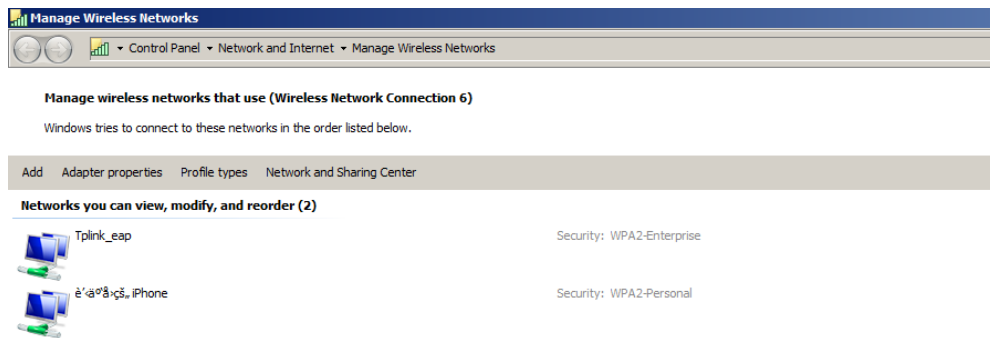 Manage Wireless Networks
Control Panel Network and Internet Manage Wireless Networks
Manage wireless networks that use (Wireless Network Connection 6)
Windows tries to connect to these networks in the order listed below.
Add Adapter properties Profile types Network and Sharing Center
Networks you can view, modify, and reorder (2)
Tplink_eap Security: WPA2-Enterprise
iPhone Security: WPA2-Personal